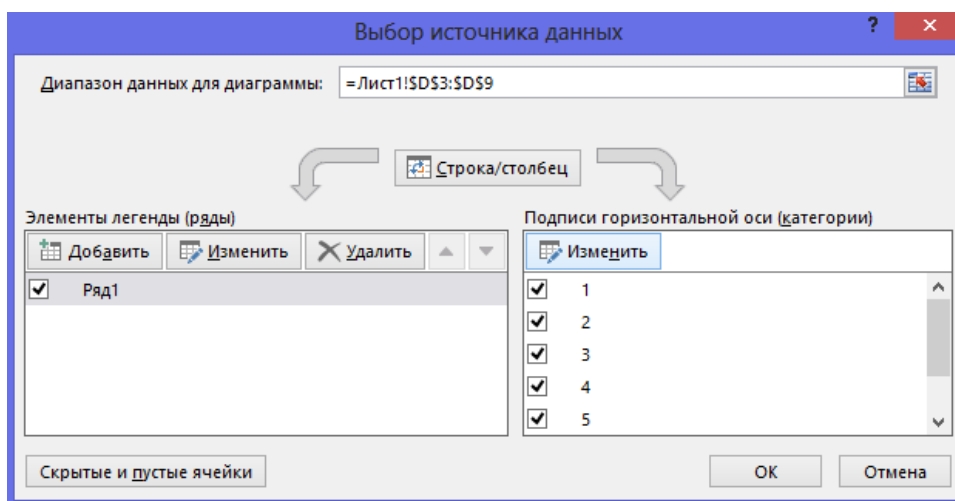 Выбор источника данных
? ×
Диапазон данных для диаграммы: =Лист1!$D$3:$D$9
Строка/столбец
Элементы легенды (ряды)
Добавить Изменить Удалить
Ряд1
Подписи горизонтальной оси (категории)
Изменить
1
2
3
4
5
Скрытые и пустые ячейки
ОК Отмена